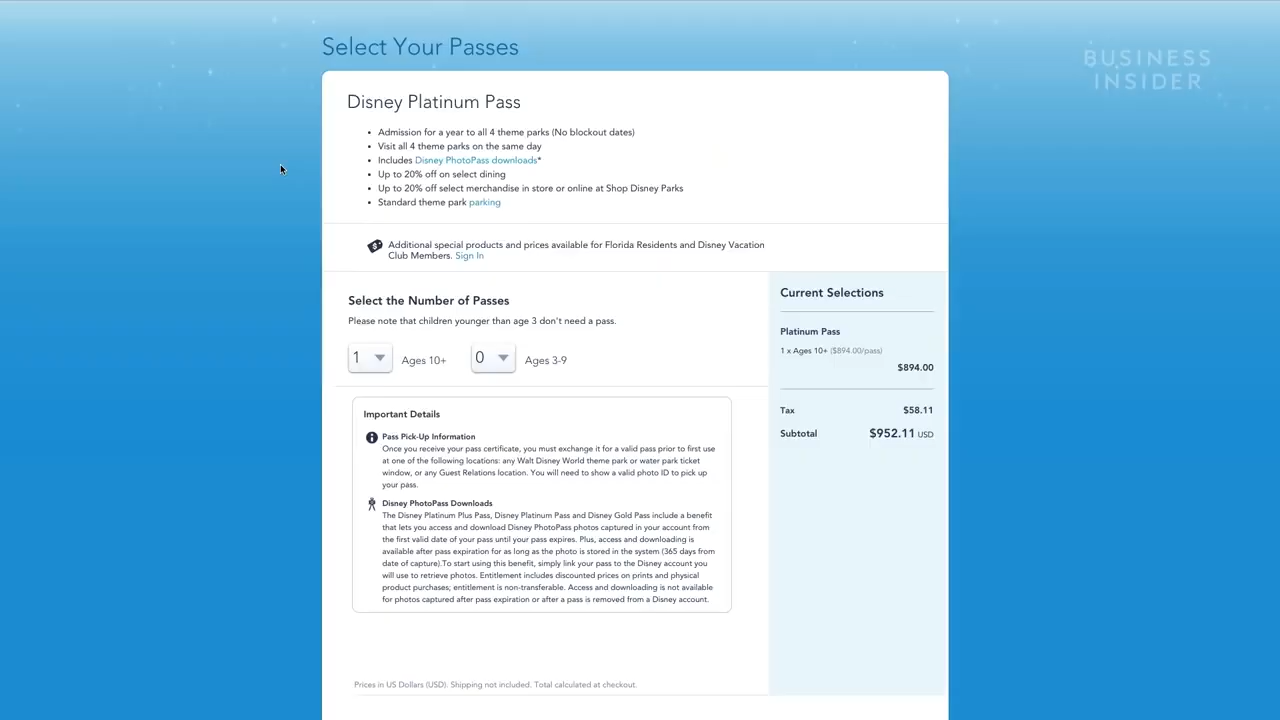 Select Your Passes
BUSINESS
INSIDER
Disney Platinum Pass
• Admission for a year to all 4 theme parks (No blockout dates)
• Visit all 4 theme parks on the same day
• Includes Disney PhotoPass downloads*
• Up to 20% off on select dining
• Up to 20% off select merchandise in store or online at Shop Disney Parks
• Standard theme park parking
Additional special products and prices available for Florida Residents and Disney Vacation
Club Members. Sign In
Select the Number of Passes
Please note that children younger than age 3 don't need a pass.
1 Ages 10+ 0 Ages 3-9
Important Details
Pass Pick-Up Information
Once you receive your pass certificate, you must exchange it for a valid pass prior to first use
at one of the following locations: any Walt Disney World theme park or water park ticket
window, or any Guest Relations location. You will need to show a valid photo ID to pick up
your pass.
Disney PhotoPass Downloads
The Disney Platinum Plus Pass, Disney Platinum Pass and Disney Gold Pass include a benefit
that lets you access and download Disney PhotoPass photos captured in your account from
the first valid date of your pass until your pass expires. Plus, access and downloading is
available after pass expiration for as long as the photo is stored in the system (365 days from
date of capture).To start using this benefit, simply link your pass to the Disney account you
will use to retrieve photos. Entitlement includes discounted prices on prints and physical
product purchases; entitlement is non-transferable. Access and downloading is not available
for photos captured after pass expiration or after a pass is removed from a Disney account.
Prices in US Dollars (USD). Shipping not included. Total calculated at checkout.
Current Selections
Platinum Pass
1 x Ages 10+ ($894.00/pass)
$894.00
Tax $58.11
Subtotal $952.11 USD